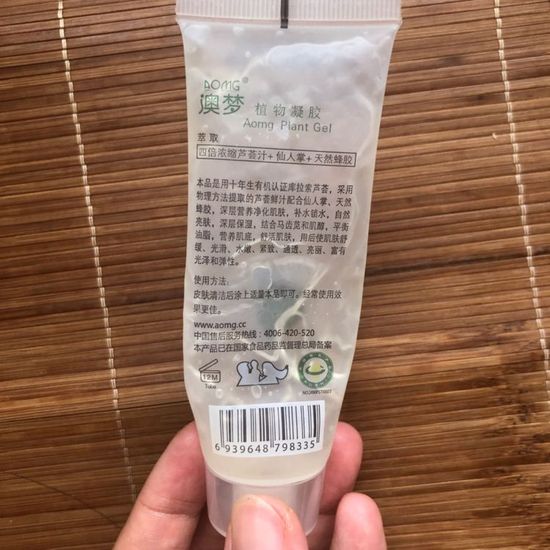 AOMG®
澳梦 植物凝胶
Aomg Plant Gel
萃取
四倍浓缩芦荟汁+仙人掌+天然蜂胶
本品是用十年生有机认证库拉索芦荟，采用
物理方法提取的芦荟鲜汁配合仙人掌、天然
蜂胶，深层营养净化肌肤，补水锁水，自然
亮肤，深层保湿，结合马齿苋和肌醇，平衡
油脂，营养肌底，舒活肌肤，用后使肌肤舒
缓、光滑、水嫩、紧致、通透、亮丽、富有
光泽和弹性。
使用方法：
皮肤清洁后涂上适量本品即可。经常使用效
果更佳。
www.aomg.cc
中国售后服务热线：4006-420-520
本产品已在国家食品药品监督管理总局备案
12M
6 939648 798335